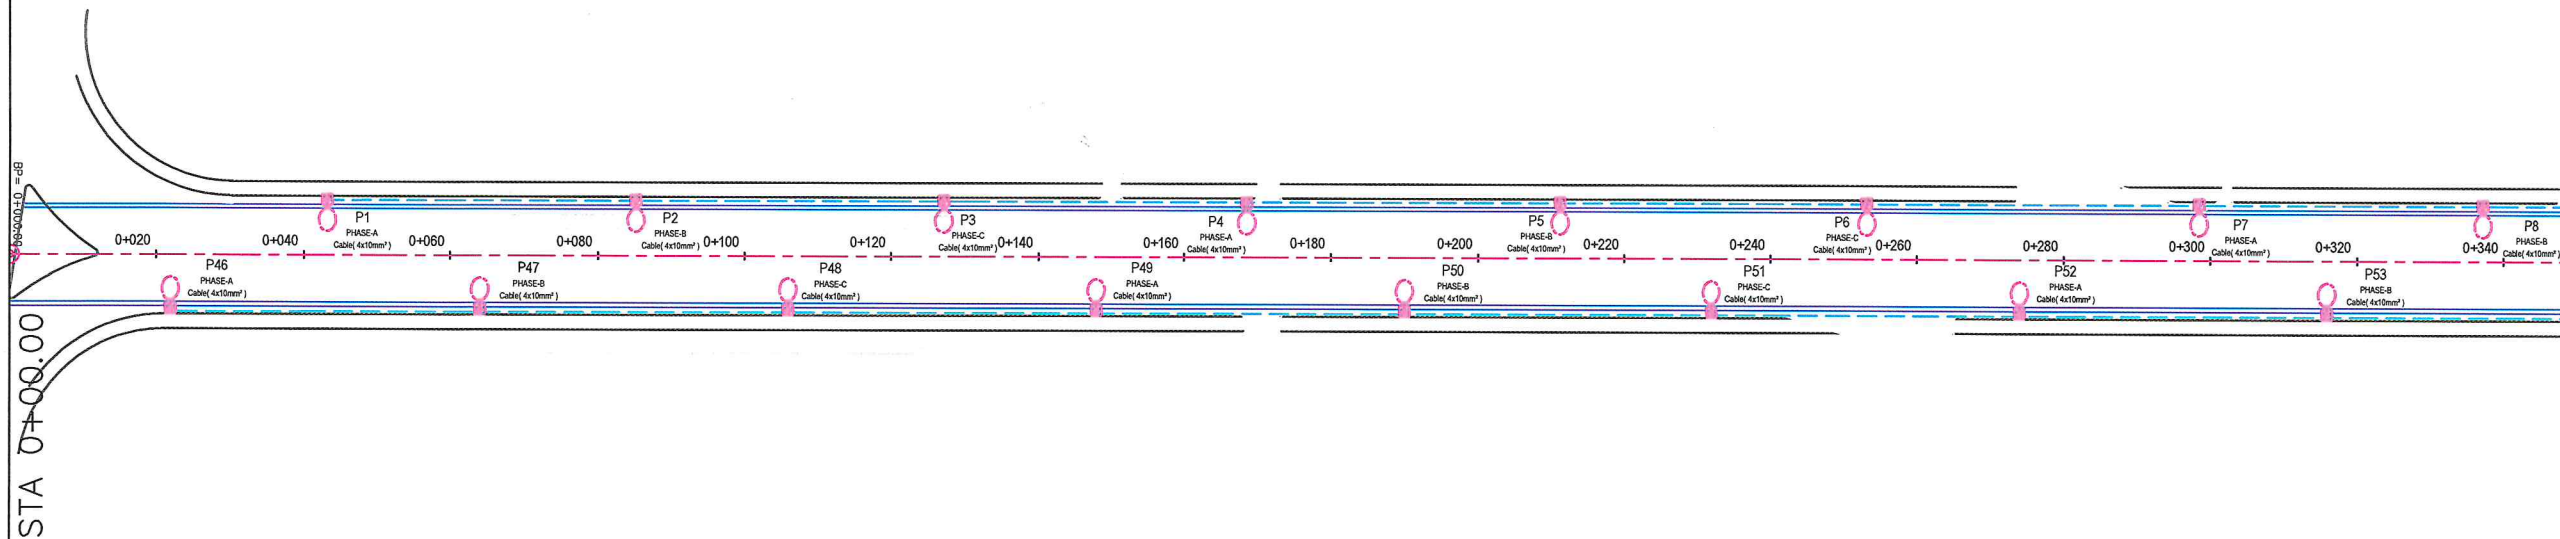 BP = 0+000.00
P1
PHASE-A
Cable( 4x10mm²)
P2
PHASE-B
Cable( 4x10mm²)
P3
PHASE-C
Cable( 4x10mm²)
P4
PHASE-A
Cable( 4x10mm²)
P5
PHASE-B
Cable( 4x10mm²)
P6
PHASE-C
Cable( 4x10mm²)
P7
PHASE-A
Cable( 4x10mm²)
P8
PHASE-B
Cable( 4x10mm²)
0+020
0+040
0+060
0+080
0+100
0+120
0+140
0+160
0+180
0+200
0+220
0+240
0+260
0+280
0+300
0+320
0+340
P46
PHASE-A
Cable( 4x10mm²)
P47
PHASE-B
Cable( 4x10mm²)
P48
PHASE-C
Cable( 4x10mm²)
P49
PHASE-A
Cable( 4x10mm²)
P50
PHASE-B
Cable( 4x10mm²)
P51
PHASE-C
Cable( 4x10mm²)
P52
PHASE-A
Cable( 4x10mm²)
P53
PHASE-B
Cable( 4x10mm²)
STA 0+00.00